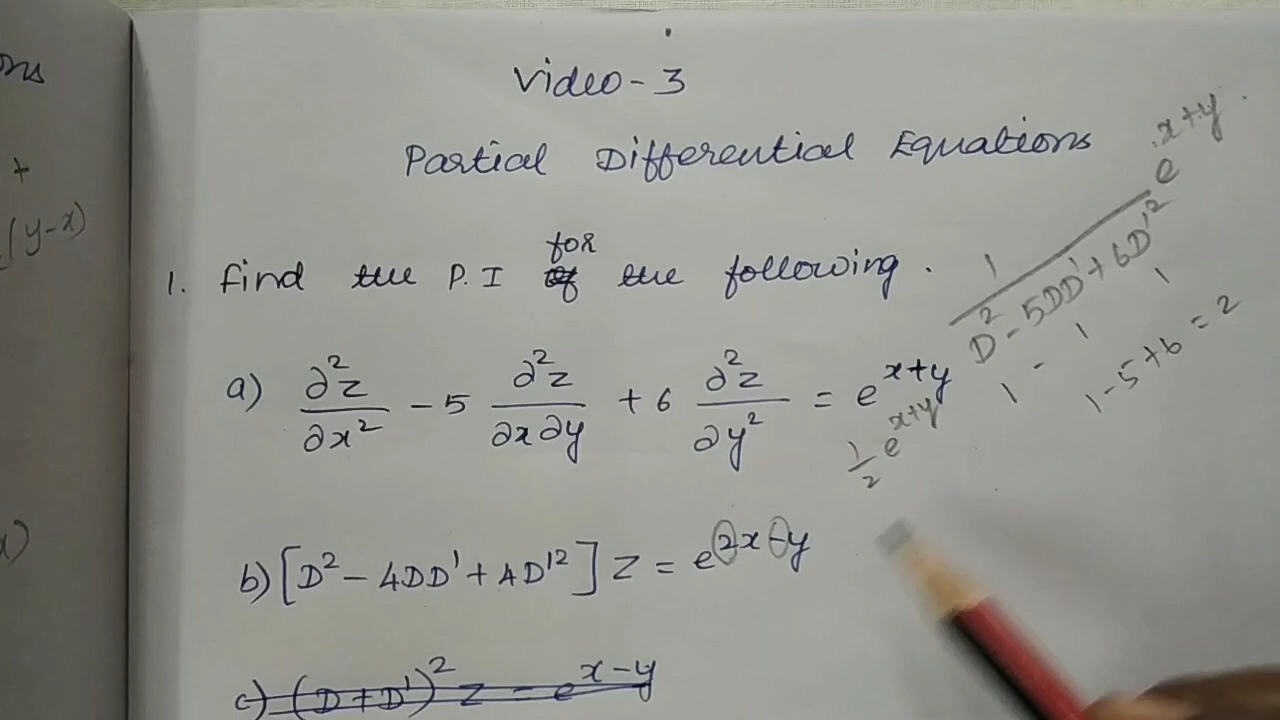 ons
+
(y-x)
x)
Video - 3
Partial Differential Equations
1. Find the P.I for the following.
a) ∂²z/∂x² - 5 ∂²z/∂x∂y + 6 ∂²z/∂y² = e^(x+y)
1/(D² - 5DD' + 6D'²) e^(x+y)
1 - 1 1
1 - 5 + 6 = 2
1/2 e^(x+y)
b) [D² - 4DD' + 4D'²] z = e^(2x-y)
c) (D+D')² z = e^(x-y)